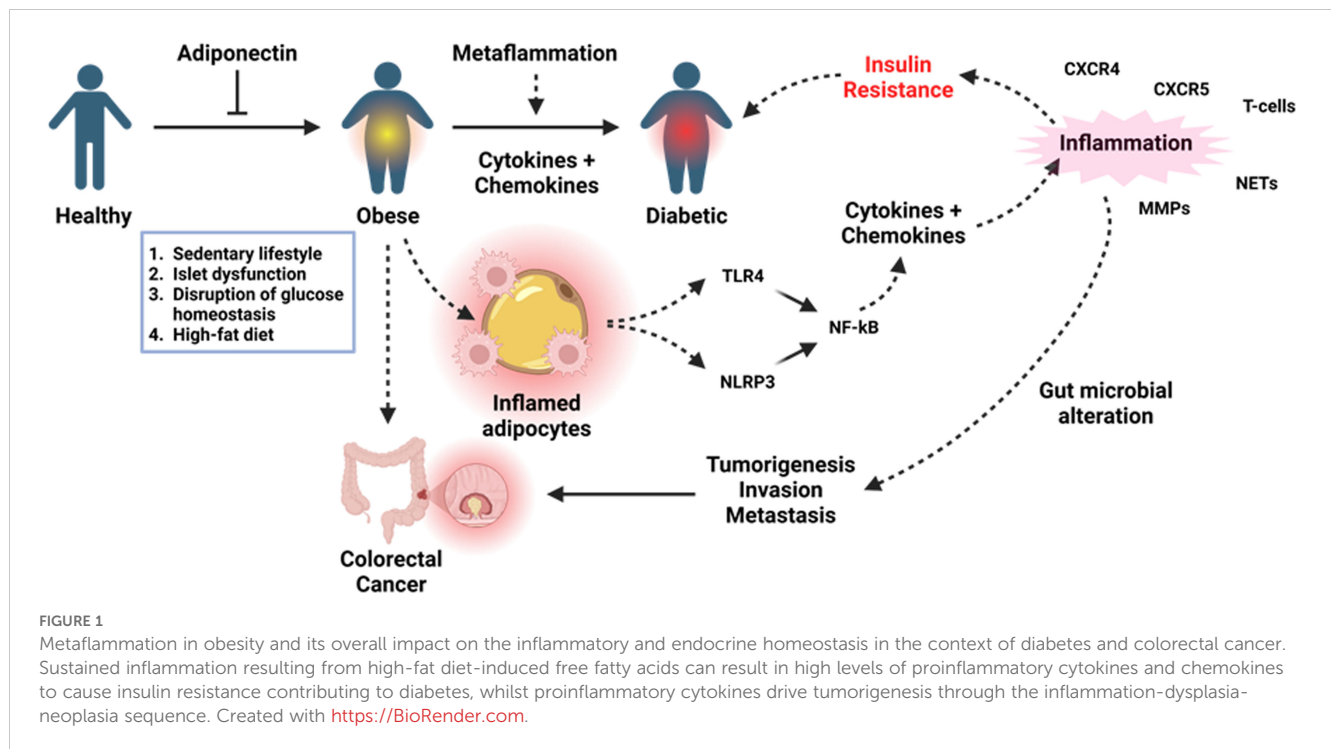 Adiponectin
Metaflammation
Insulin
Resistance
CXCR4
CXCR5
T-cells
Inflammation
NETs
MMPs
Cytokines +
Chemokines
Healthy
Obese
Diabetic
Cytokines +
Chemokines
1. Sedentary lifestyle
2. Islet dysfunction
3. Disruption of glucose
homeostasis
4. High-fat diet
TLR4
NF-kB
NLRP3
Inflamed
adipocytes
Gut microbial
alteration
Tumorigenesis
Invasion
Metastasis
Colorectal
Cancer
FIGURE 1
Metaflammation in obesity and its overall impact on the inflammatory and endocrine homeostasis in the context of diabetes and colorectal cancer.
Sustained inflammation resulting from high-fat diet-induced free fatty acids can result in high levels of proinflammatory cytokines and chemokines
to cause insulin resistance contributing to diabetes, whilst proinflammatory cytokines drive tumorigenesis through the inflammation-dysplasia-
neoplasia sequence. Created with https://BioRender.com.